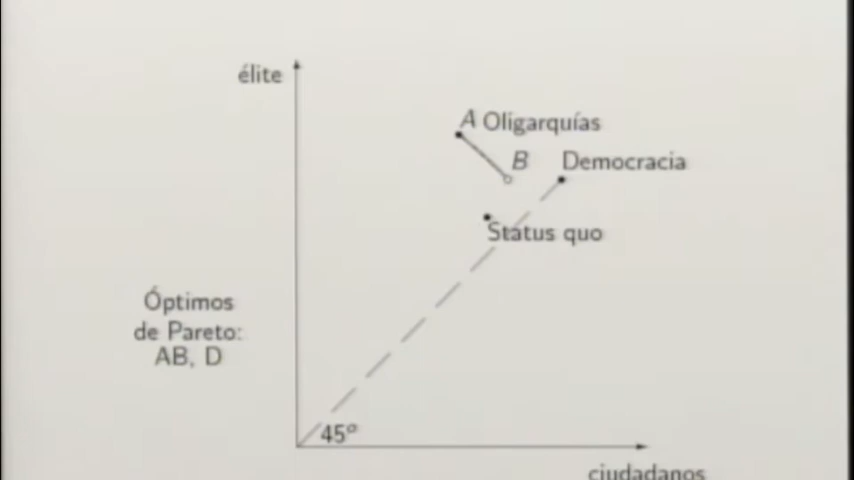 élite
A Oligarquías
B Democracia
Status quo
Óptimos
de Pareto:
AB, D
45º
ciudadanos